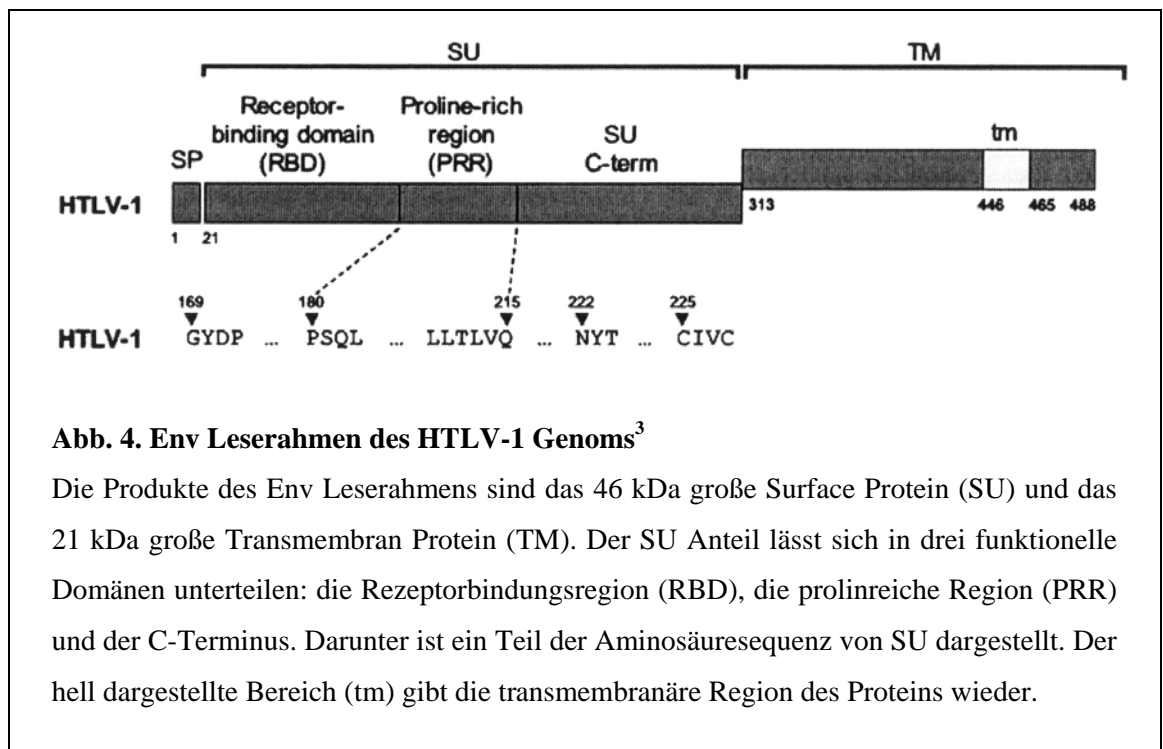 SU TM
Receptor- Proline-rich
binding domain region SU tm
SP (RBD) (PRR) C-term
HTLV-1
313 446 465 488
1 21
169 180 215 222 225
HTLV-1 GYDP ... PSQL ... LLTLVQ ... NYT ... CIVC
Abb. 4. Env Leserahmen des HTLV-1 Genoms³
Die Produkte des Env Leserahmens sind das 46 kDa große Surface Protein (SU) und das
21 kDa große Transmembran Protein (TM). Der SU Anteil lässt sich in drei funktionelle
Domänen unterteilen: die Rezeptorbindungsregion (RBD), die prolinreiche Region (PRR)
und der C-Terminus. Darunter ist ein Teil der Aminosäuresequenz von SU dargestellt. Der
hell dargestellte Bereich (tm) gibt die transmembranäre Region des Proteins wieder.